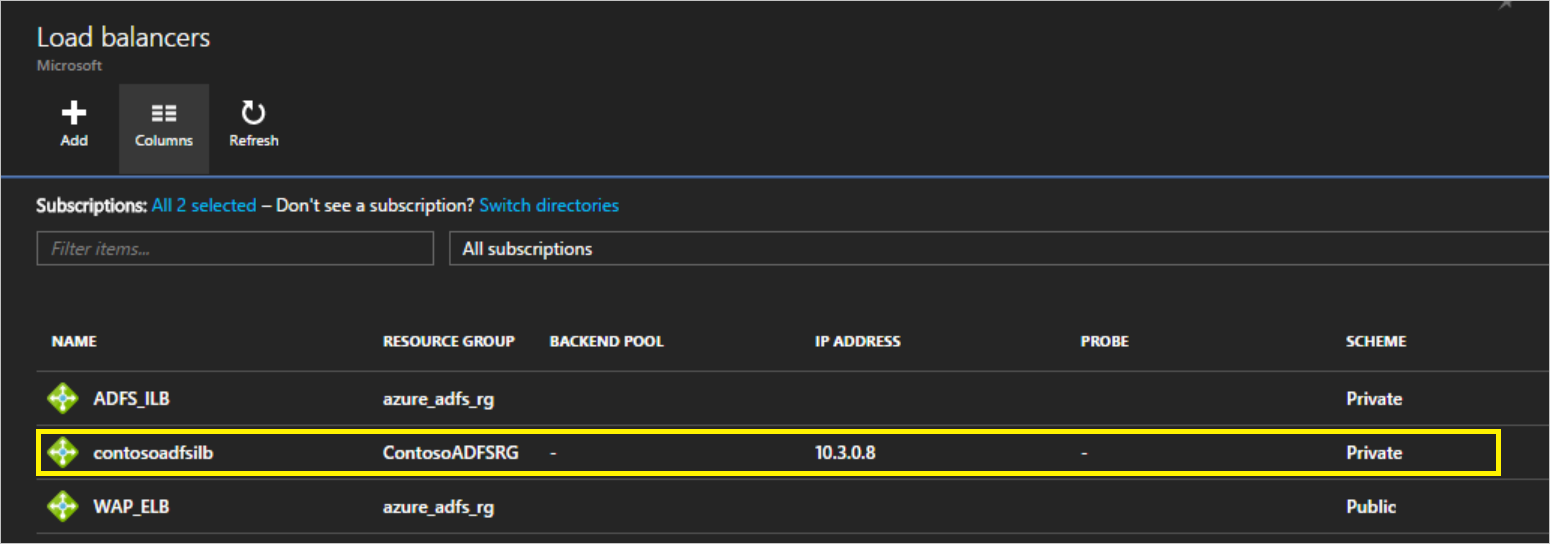 Load balancers
Microsoft
Add Columns Refresh
Subscriptions: All 2 selected – Don't see a subscription? Switch directories
Filter items... All subscriptions
NAME RESOURCE GROUP BACKEND POOL IP ADDRESS PROBE SCHEME
ADFS_ILB azure_adfs_rg Private
contosoadfsilb ContosoADFSRG - 10.3.0.8 - Private
WAP_ELB azure_adfs_rg Public